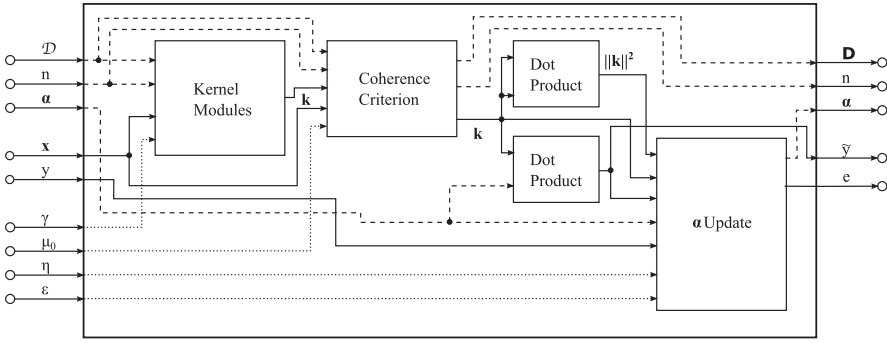 𝒟
n
α
x
y
γ
μ₀
η
ε
Kernel
Modules
k
Coherence
Criterion
k
Dot
Product
||k||²
Dot
Product
α Update
D
n
α
ỹ
e